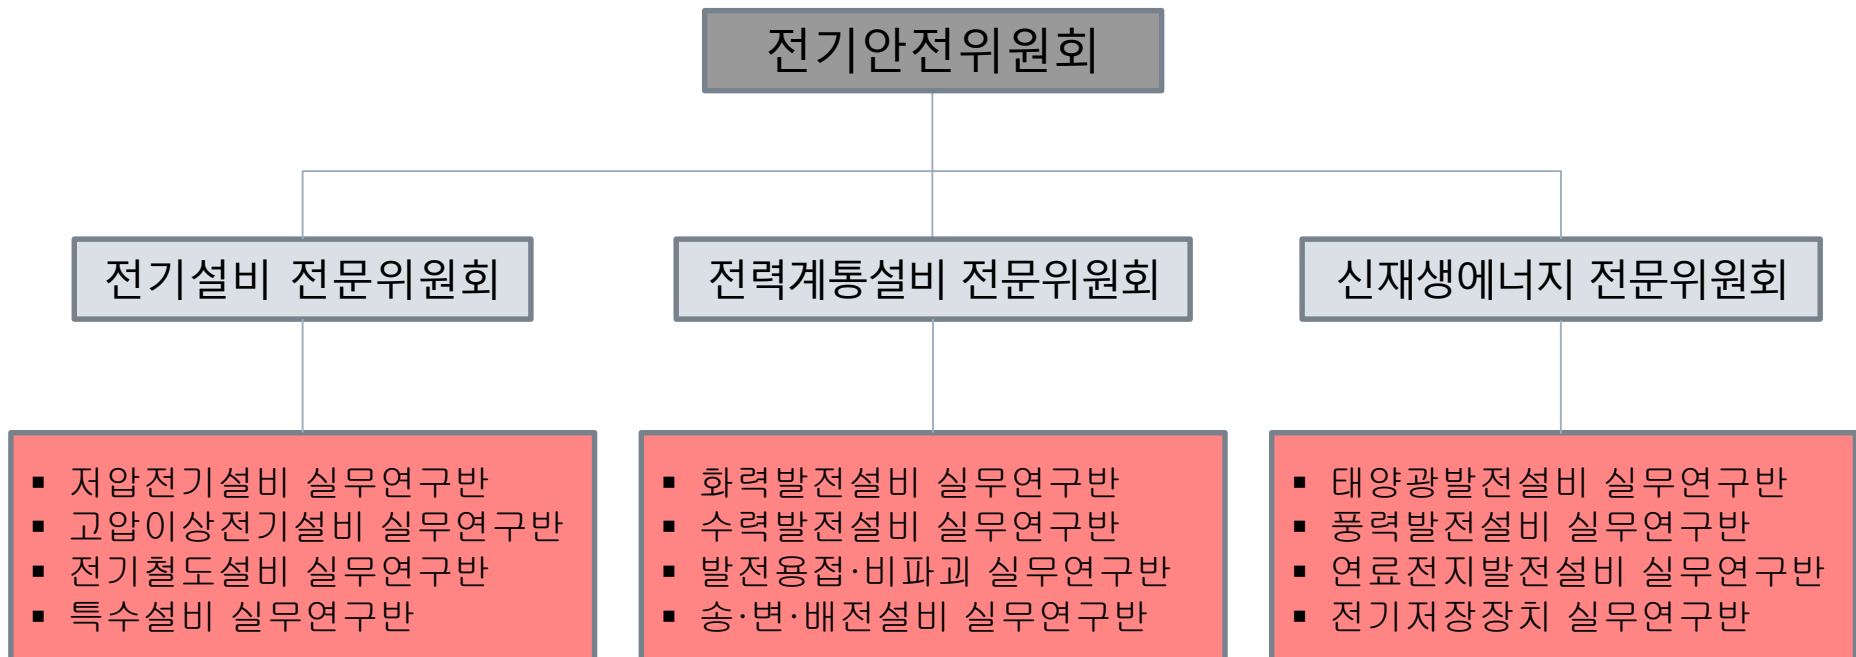 전기안전위원회
전기설비 전문위원회
전력계통설비 전문위원회
신재생에너지 전문위원회
▪ 저압전기설비 실무연구반
▪ 고압이상전기설비 실무연구반
▪ 전기철도설비 실무연구반
▪ 특수설비 실무연구반
▪ 화력발전설비 실무연구반
▪ 수력발전설비 실무연구반
▪ 발전용접·비파괴 실무연구반
▪ 송·변·배전설비 실무연구반
▪ 태양광발전설비 실무연구반
▪ 풍력발전설비 실무연구반
▪ 연료전지발전설비 실무연구반
▪ 전기저장장치 실무연구반